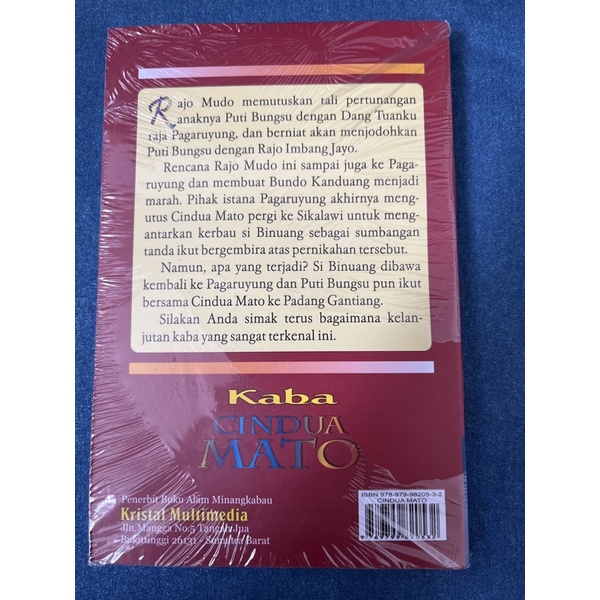 Rajo Mudo memutuskan tali pertunangan
anaknya Puti Bungsu dengan Dang Tuanku
raja Pagaruyung, dan berniat akan menjodohkan
Puti Bungsu dengan Rajo Imbang Jayo.
Rencana Rajo Mudo ini sampai juga ke Paga-
ruyung dan membuat Bundo Kanduang menjadi
marah. Pihak istana Pagaruyung akhirnya meng-
utus Cindua Mato pergi ke Sikalawi untuk meng-
antarkan kerbau si Binuang sebagai sumbangan
tanda ikut bergembira atas pernikahan tersebut.
Namun, apa yang terjadi? Si Binuang dibawa
kembali ke Pagaruyung dan Puti Bungsu pun ikut
bersama Cindua Mato ke Padang Gantiang.
Silakan Anda simak terus bagaimana kelan-
jutan kaba yang sangat terkenal ini.
Kaba
CINDUA
MATO
Penerbit Buku Alam Minangkabau
Kristal Multimedia
Jln.Mangga No.5 Tangah Jua
Bukittinggi 26131 - Sumatra Barat
ISBN 978-979-98205-3-2
CINDUA MATO